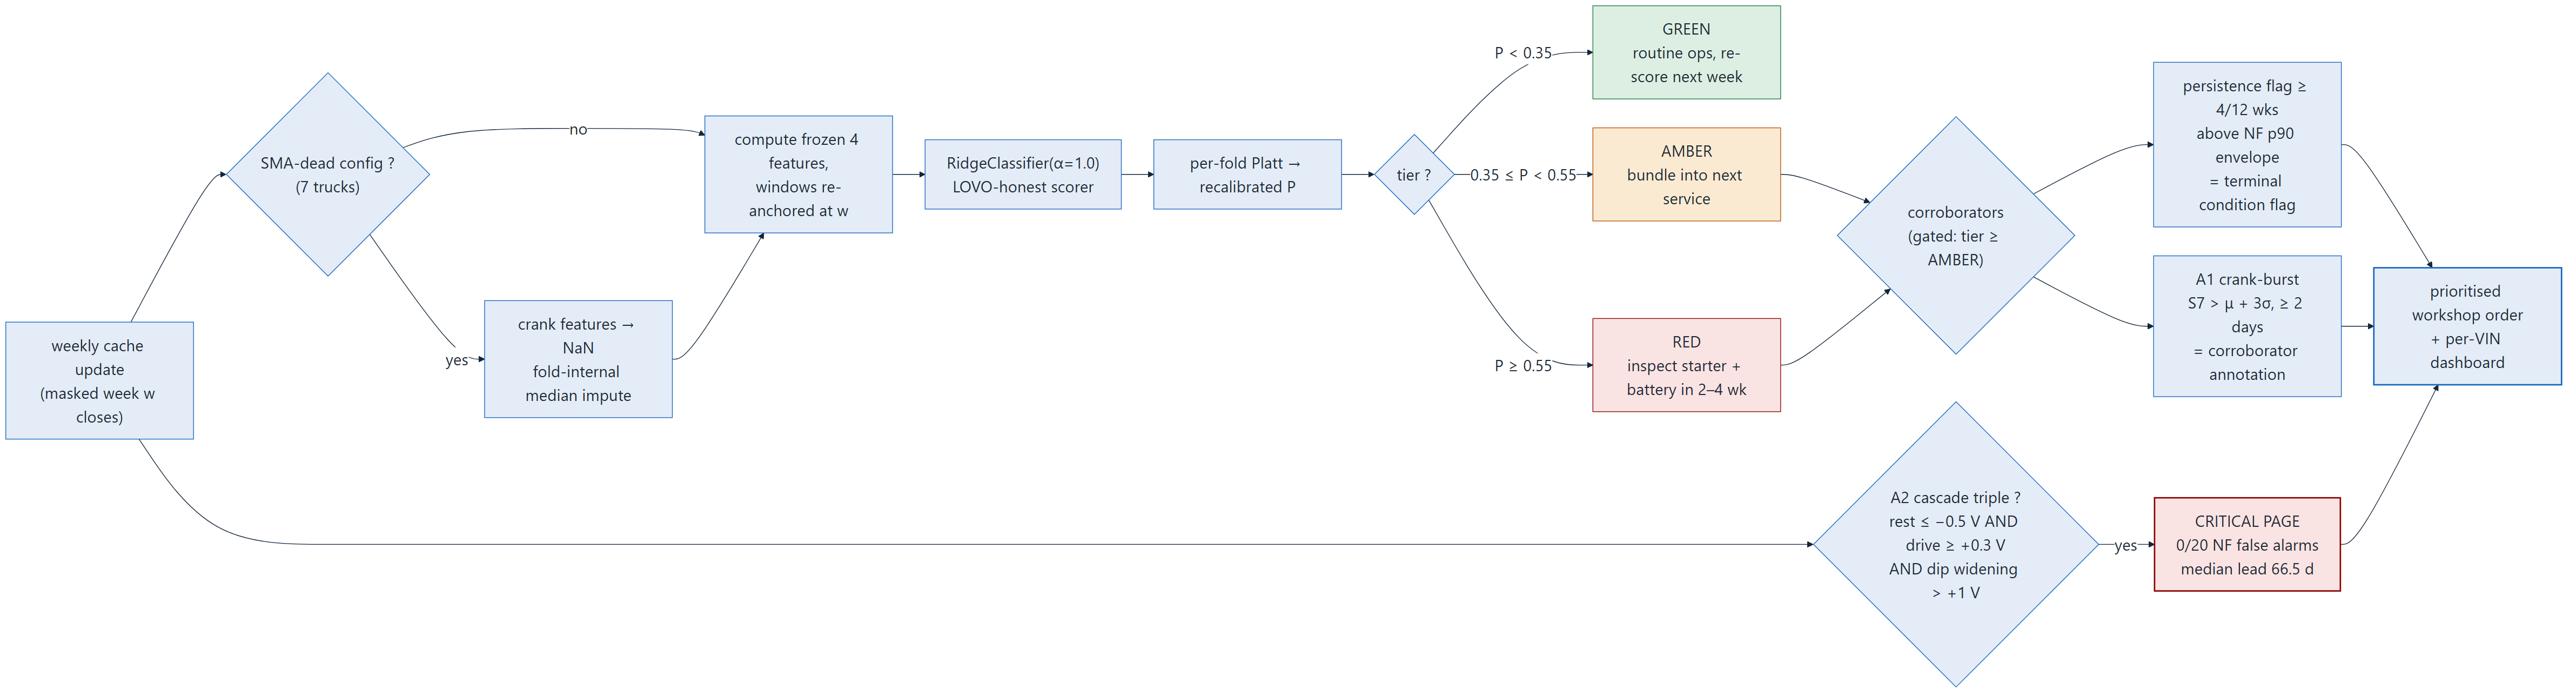 weekly cache
update
(masked week w
closes)
SMA-dead config ?
(7 trucks)
no
yes
crank features →
NaN
fold-internal
median impute
compute frozen 4
features,
windows re-
anchored at w
RidgeClassifier(α=1.0)
LOVO-honest scorer
per-fold Platt →
recalibrated P
tier ?
P < 0.35
0.35 ≤ P < 0.55
P ≥ 0.55
GREEN
routine ops, re-
score next week
AMBER
bundle into next
service
RED
inspect starter +
battery in 2–4 wk
corroborators
(gated: tier ≥
AMBER)
A2 cascade triple ?
rest ≤ −0.5 V AND
drive ≥ +0.3 V
AND dip widening
> +1 V
yes
persistence flag ≥
4/12 wks
above NF p90
envelope
= terminal
condition flag
A1 crank-burst
S7 > μ + 3σ, ≥ 2
days
= corroborator
annotation
CRITICAL PAGE
0/20 NF false alarms
median lead 66.5 d
prioritised
workshop order
+ per-VIN
dashboard